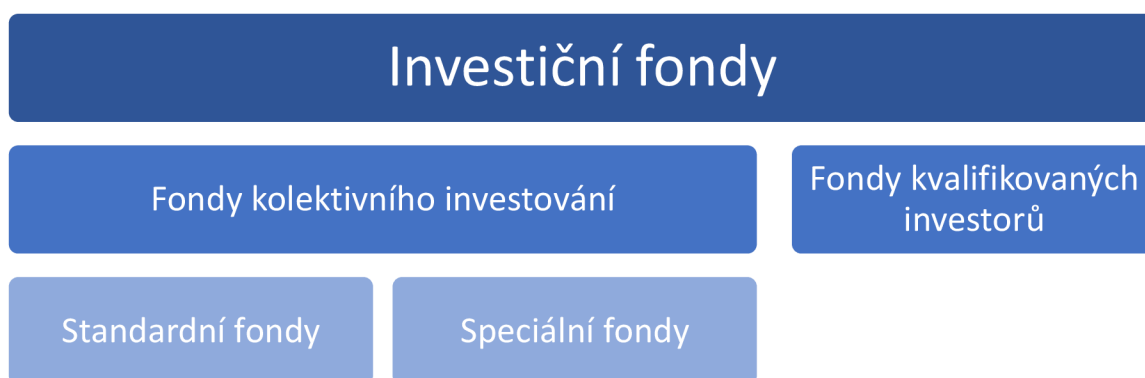 Investiční fondy
Fondy kolektivního investování
Fondy kvalifikovaných
investorů
Standardní fondy
Speciální fondy